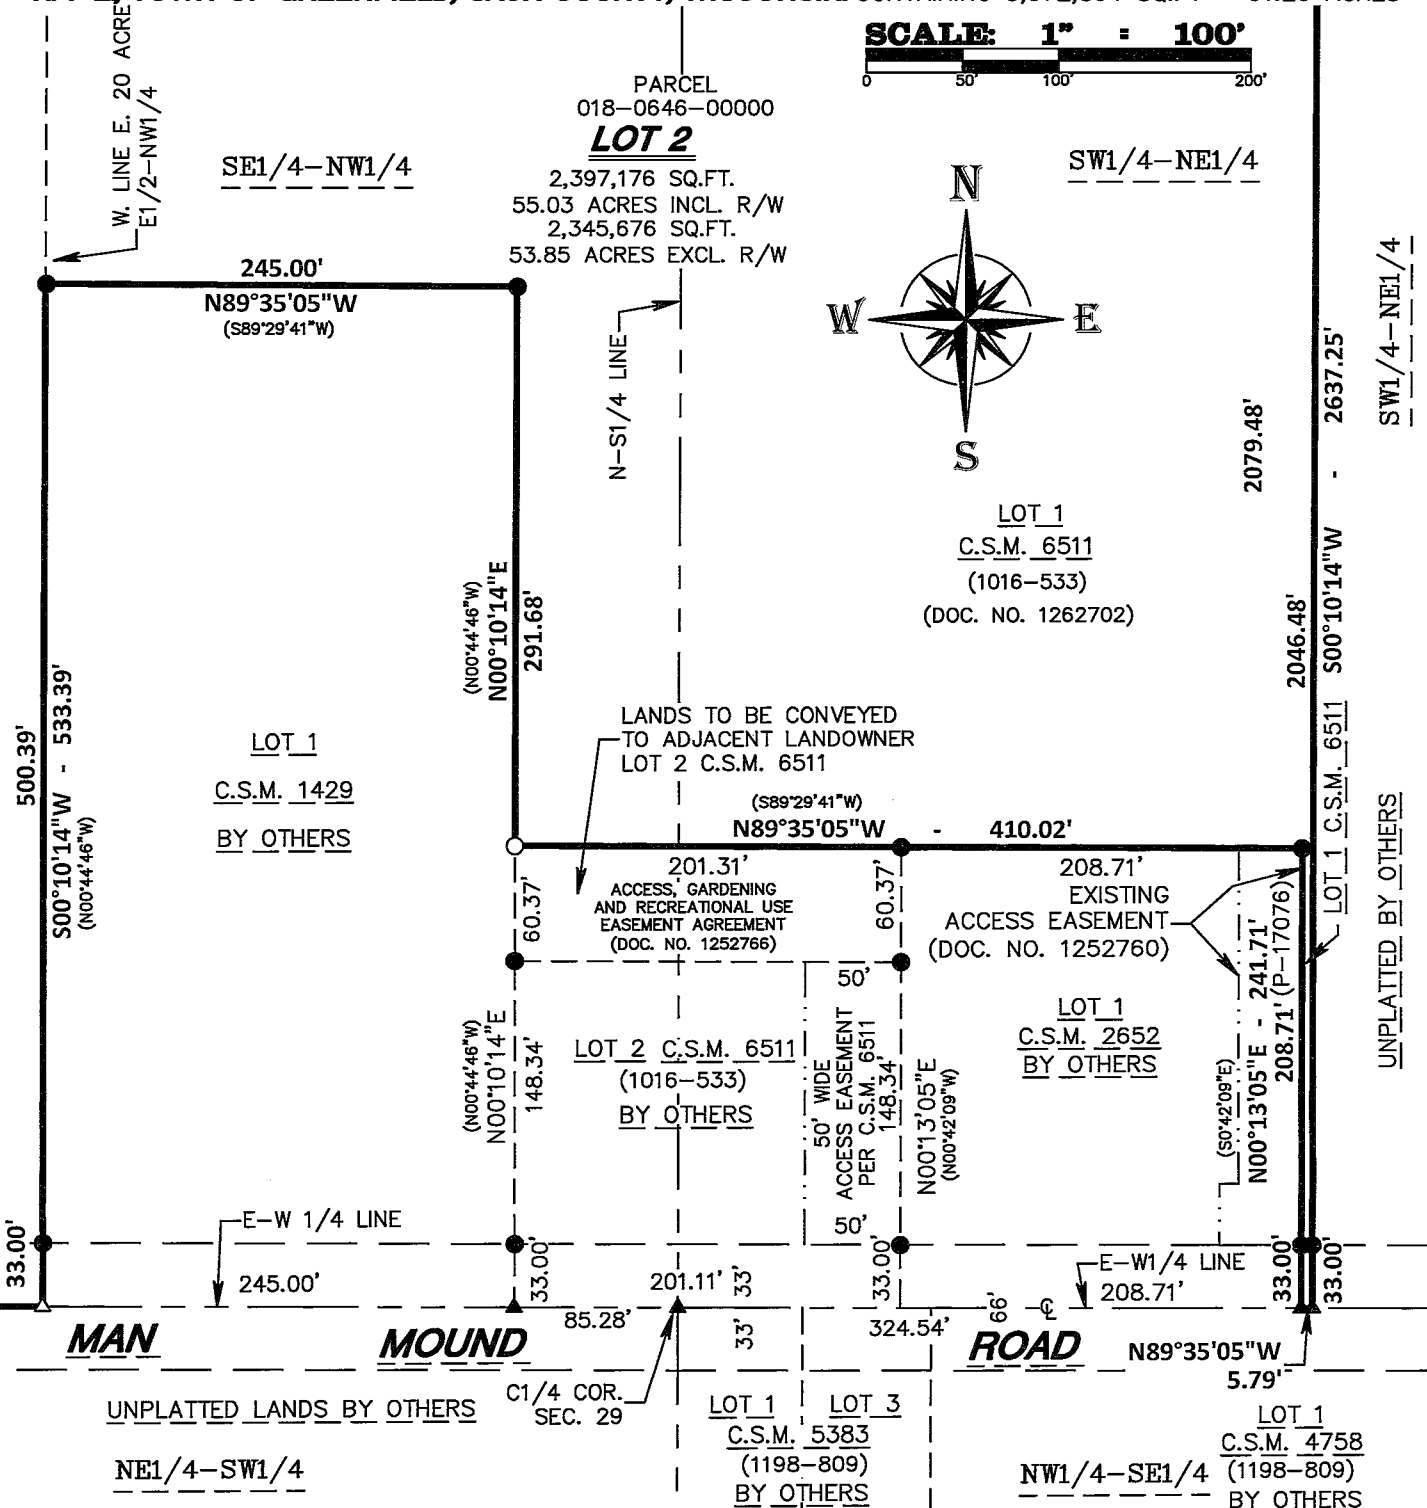 SCALE: 1" = 100'
0 50' 100' 200'
W. LINE E. 20 ACRE
E1/2-NW1/4
PARCEL
018-0646-00000
LOT 2
2,397,176 SQ.FT.
55.03 ACRES INCL. R/W
2,345,676 SQ.FT.
53.85 ACRES EXCL. R/W
SE1/4-NW1/4
SW1/4-NE1/4
N
W
E
S
SW1/4-NE1/4
245.00'
N89°35'05"W
(S89°29'41"W)
N-S1/4 LINE
2637.25'
-
S00°10'14"W
2079.48'
2046.48'
LOT 1
C.S.M. 6511
(1016-533)
(DOC. NO. 1262702)
(N00°44'46"W)
N00°10'14"E
291.68'
500.39'
S00°10'14"W - 533.39'
(N00°44'46"W)
LOT 1
C.S.M. 1429
BY OTHERS
LANDS TO BE CONVEYED
TO ADJACENT LANDOWNER
LOT 2 C.S.M. 6511
(S89°29'41"W)
N89°35'05"W - 410.02'
201.31'
208.71'
ACCESS, GARDENING
AND RECREATIONAL USE
EASEMENT AGREEMENT
(DOC. NO. 1252766)
60.37'
60.37'
EXISTING
ACCESS EASEMENT
(DOC. NO. 1252760)
LOT 1 C.S.M. 6511
UNPLATTED BY OTHERS
50'
LOT 1
C.S.M. 2652
BY OTHERS
LOT 2 C.S.M. 6511
(1016-533)
BY OTHERS
(N00°44'46"W)
N00°10'14"E
148.34'
50' WIDE
ACCESS EASEMENT
PER C.S.M. 6511
148.34'
N00°13'05"E
(N00°42'09"W)
(S0°42'09"E)
N00°13'05"E - 241.71'
208.71' (P-17076)
50'
33.00'
E-W 1/4 LINE
245.00'
33.00'
201.11'
33'
33.00'
E-W1/4 LINE
208.71'
33.00'
33.00'
85.28'
33'
324.54'
66'
℄
MAN MOUND ROAD
N89°35'05"W
5.79'
UNPLATTED LANDS BY OTHERS
C1/4 COR.
SEC. 29
LOT 1 LOT 3
C.S.M. 5383
(1198-809)
BY OTHERS
LOT 1
C.S.M. 4758
(1198-809)
BY OTHERS
NE1/4-SW1/4
NW1/4-SE1/4